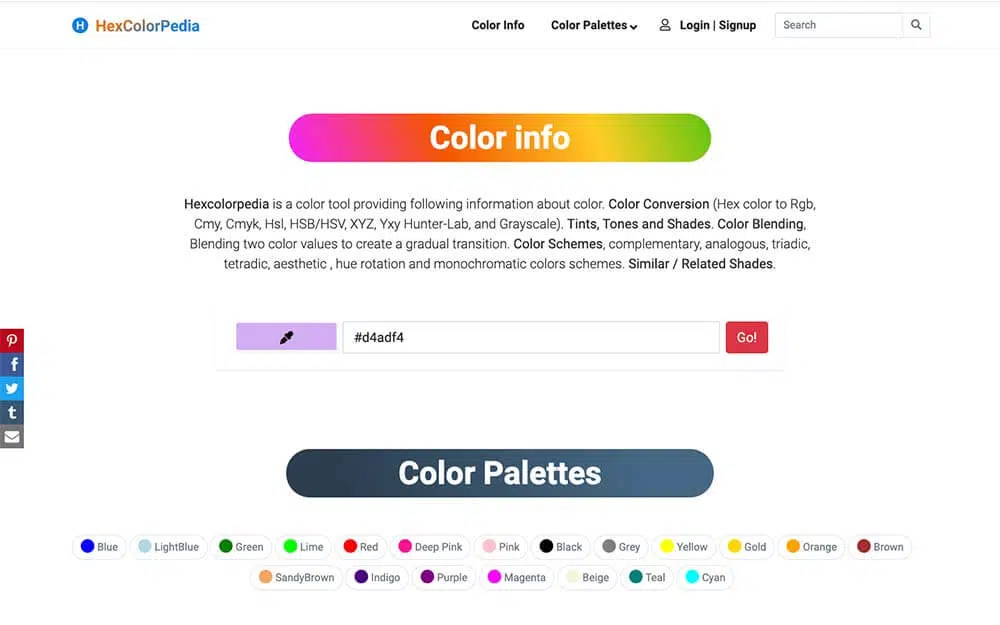 H HexColorPedia
Color Info Color Palettes Login | Signup Search
Color info
Hexcolorpedia is a color tool providing following information about color. Color Conversion (Hex color to Rgb,
Cmy, Cmyk, Hsl, HSB/HSV, XYZ, Yxy Hunter-Lab, and Grayscale). Tints, Tones and Shades. Color Blending,
Blending two color values to create a gradual transition. Color Schemes, complementary, analogous, triadic,
tetradic, aesthetic , hue rotation and monochromatic colors schemes. Similar / Related Shades.
#d4adf4 Go!
Color Palettes
Blue LightBlue Green Lime Red Deep Pink Pink Black Grey Yellow Gold Orange Brown
SandyBrown Indigo Purple Magenta Beige Teal Cyan